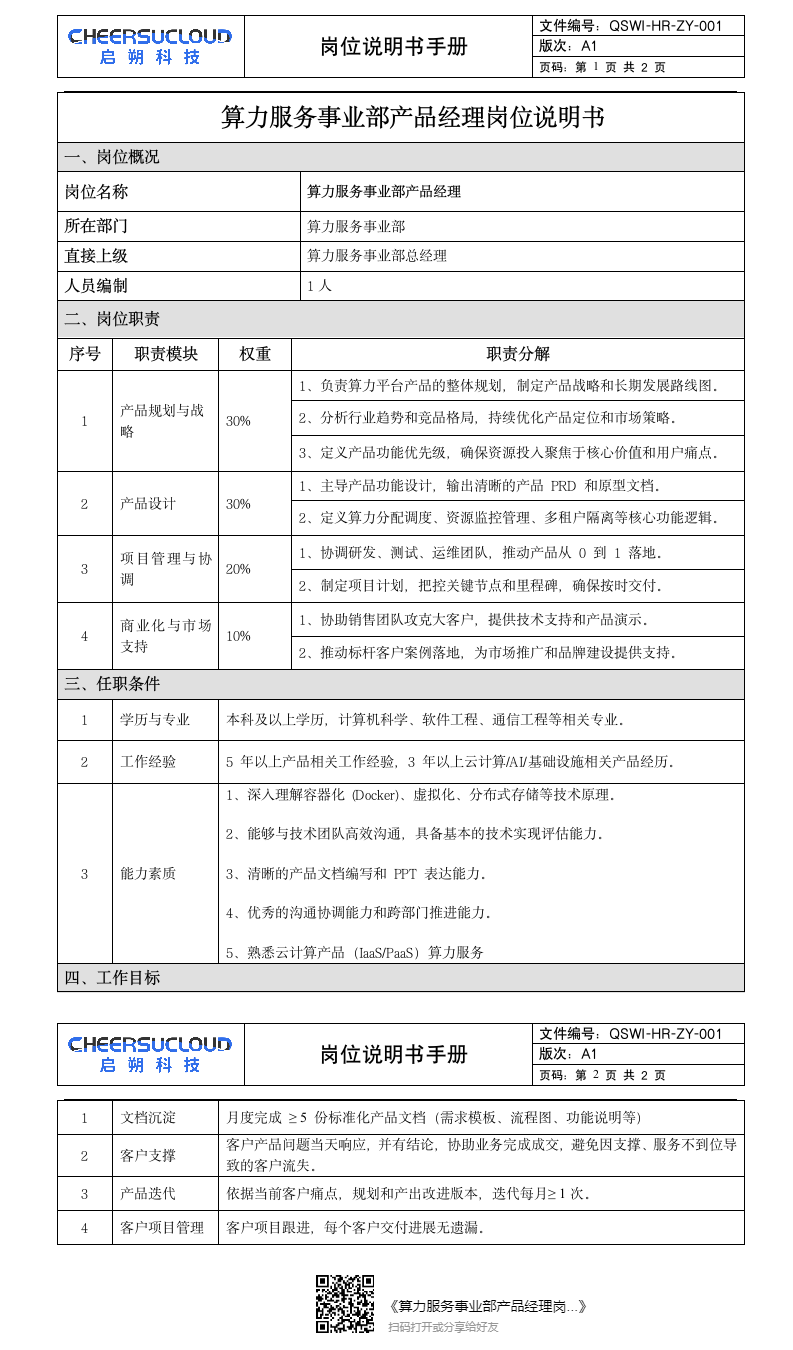 CHEERSUCLOUD
启朔科技
岗位说明书手册
文件编号：QSWI-HR-ZY-001
版次：A1
页码：第 1 页 共 2 页
算力服务事业部产品经理岗位说明书
一、岗位概况
岗位名称 算力服务事业部产品经理
所在部门 算力服务事业部
直接上级 算力服务事业部总经理
人员编制 1 人
二、岗位职责
序号 职责模块 权重 职责分解
1 产品规划与战
略
30%
1、负责算力平台产品的整体规划，制定产品战略和长期发展路线图。
2、分析行业趋势和竞品格局，持续优化产品定位和市场策略。
3、定义产品功能优先级，确保资源投入聚焦于核心价值和用户痛点。
2 产品设计 30%
1、主导产品功能设计，输出清晰的产品 PRD 和原型文档。
2、定义算力分配调度、资源监控管理、多租户隔离等核心功能逻辑。
3 项目管理与协
调
20%
1、协调研发、测试、运维团队，推动产品从 0 到 1 落地。
2、制定项目计划，把控关键节点和里程碑，确保按时交付。
4 商业化与市场
支持
10%
1、协助销售团队攻克大客户，提供技术支持和产品演示。
2、推动标杆客户案例落地，为市场推广和品牌建设提供支持。
三、任职条件
1 学历与专业 本科及以上学历，计算机科学、软件工程、通信工程等相关专业。
2 工作经验 5 年以上产品相关工作经验，3 年以上云计算/AI/基础设施相关产品经历。
3 能力素质
1、深入理解容器化 (Docker)、虚拟化、分布式存储等技术原理。
2、能够与技术团队高效沟通，具备基本的技术实现评估能力。
3、清晰的产品文档编写和 PPT 表达能力。
4、优秀的沟通协调能力和跨部门推进能力。
5、熟悉云计算产品（IaaS/PaaS）算力服务
四、工作目标
CHEERSUCLOUD
启朔科技
岗位说明书手册
文件编号：QSWI-HR-ZY-001
版次：A1
页码：第 2 页 共 2 页
1 文档沉淀 月度完成 ≥5 份标准化产品文档（需求模板、流程图、功能说明等）
2 客户支撑 客户产品问题当天响应，并有结论，协助业务完成成交，避免因支撑、服务不到位导
致的客户流失。
3 产品迭代 依据当前客户痛点，规划和产出改进版本，迭代每月≥1 次。
4 客户项目管理 客户项目跟进，每个客户交付进展无遗漏。
《算力服务事业部产品经理岗...》
扫码打开或分享给好友